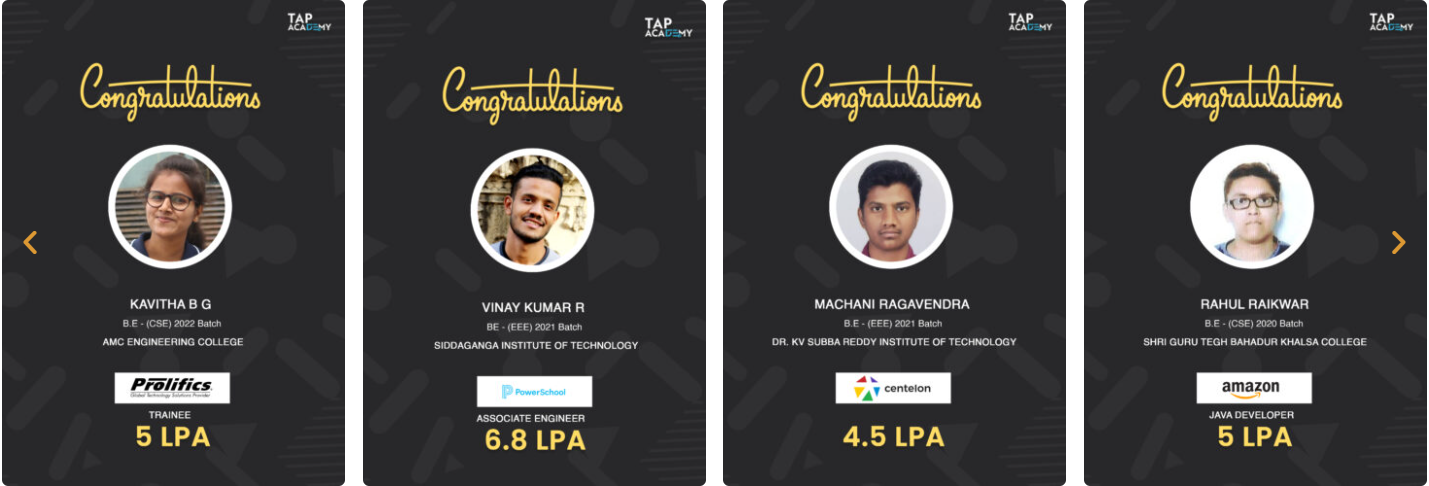 TAP
ACADEMY
Congratulations
KAVITHA B G
B.E - (CSE) 2022 Batch
AMC ENGINEERING COLLEGE
Prolifics
Global Technology Solutions Provider
TRAINEE
5 LPA
TAP
ACADEMY
Congratulations
VINAY KUMAR R
BE - (EEE) 2021 Batch
SIDDAGANGA INSTITUTE OF TECHNOLOGY
PowerSchool
ASSOCIATE ENGINEER
6.8 LPA
TAP
ACADEMY
Congratulations
MACHANI RAGAVENDRA
B.E - (EEE) 2021 Batch
DR. KV SUBBA REDDY INSTITUTE OF TECHNOLOGY
centelon
4.5 LPA
TAP
ACADEMY
Congratulations
RAHUL RAIKWAR
B.E - (CSE) 2020 Batch
SHRI GURU TEGH BAHADUR KHALSA COLLEGE
amazon
JAVA DEVELOPER
5 LPA